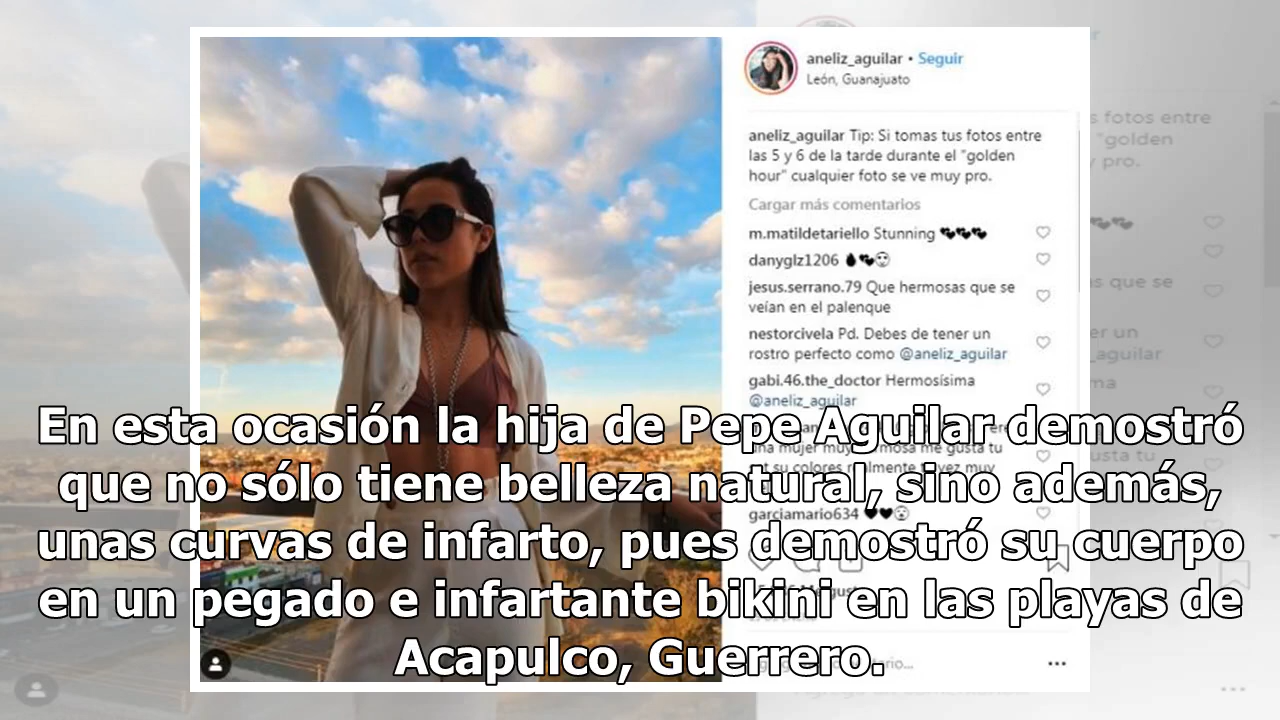 aneliz_aguilar • Seguir
León, Guanajuato
aneliz_aguilar Tip: Si tomas tus fotos entre
las 5 y 6 de la tarde durante el "golden
hour" cualquier foto se ve muy pro.
Cargar más comentarios
m.matildetariello Stunning
danyglz1206
jesus.serrano.79 Que hermosas que se
veían en el palenque
nestorcivela Pd. Debes de tener un
rostro perfecto como @aneliz_aguilar
gabi.46.the_doctor Hermosísima
@aneliz_aguilar
garciamario634
En esta ocasión la hija de Pepe Aguilar demostró
que no sólo tiene belleza natural, sino además,
unas curvas de infarto, pues demostró su cuerpo
en un pegado e infartante bikini en las playas de
Acapulco, Guerrero.